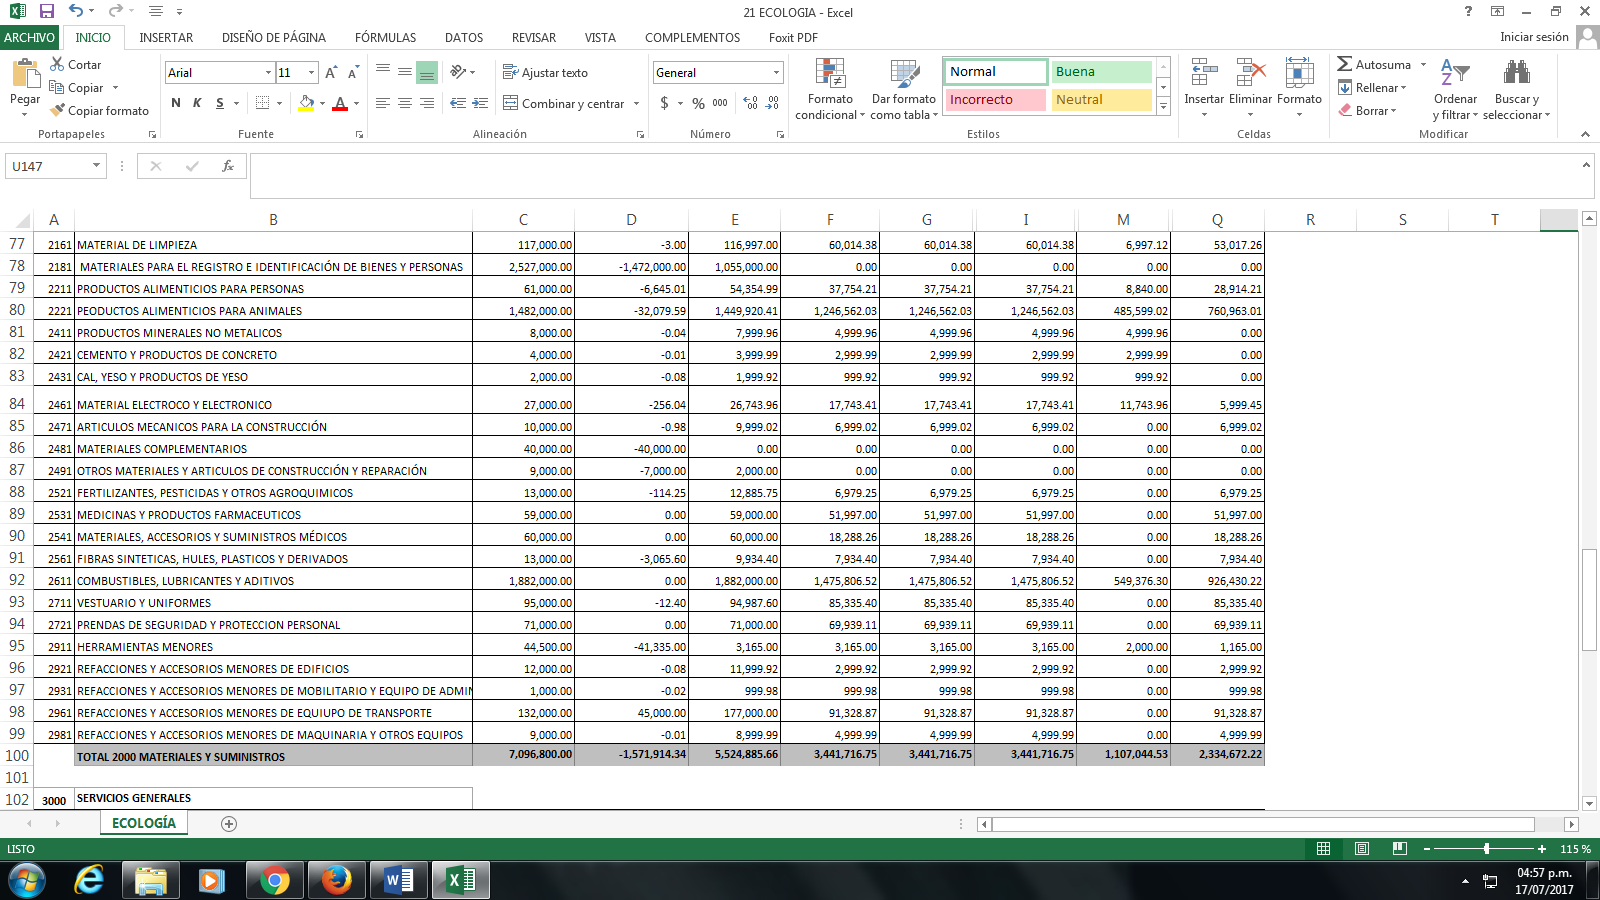 21 ECOLOGIA - Excel
ARCHIVO INICIO INSERTAR DISEÑO DE PÁGINA FÓRMULAS DATOS REVISAR VISTA COMPLEMENTOS Foxit PDF Iniciar sesión
Pegar Cortar Copiar Copiar formato Portapapeles
Arial 11 N K S Fuente
Ajustar texto Combinar y centrar Alineación
General $ % 000 Número
Formato condicional Dar formato como tabla Normal Buena Incorrecto Neutral Estilos
Insertar Eliminar Formato Celdas
Autosuma Rellenar Borrar Ordenar y filtrar Buscar y seleccionar Modificar
U147 fx
A B C D E F G I M Q R S T
77 2161 MATERIAL DE LIMPIEZA 117,000.00 -3.00 116,997.00 60,014.38 60,014.38 60,014.38 6,997.12 53,017.26
78 2181 MATERIALES PARA EL REGISTRO E IDENTIFICACIÓN DE BIENES Y PERSONAS 2,527,000.00 -1,472,000.00 1,055,000.00 0.00 0.00 0.00 0.00 0.00
79 2211 PRODUCTOS ALIMENTICIOS PARA PERSONAS 61,000.00 -6,645.01 54,354.99 37,754.21 37,754.21 37,754.21 8,840.00 28,914.21
80 2221 PEODUCTOS ALIMENTICIOS PARA ANIMALES 1,482,000.00 -32,079.59 1,449,920.41 1,246,562.03 1,246,562.03 1,246,562.03 485,599.02 760,963.01
81 2411 PRODUCTOS MINERALES NO METALICOS 8,000.00 -0.04 7,999.96 4,999.96 4,999.96 4,999.96 4,999.96 0.00
82 2421 CEMENTO Y PRODUCTOS DE CONCRETO 4,000.00 -0.01 3,999.99 2,999.99 2,999.99 2,999.99 2,999.99 0.00
83 2431 CAL, YESO Y PRODUCTOS DE YESO 2,000.00 -0.08 1,999.92 999.92 999.92 999.92 999.92 0.00
84 2461 MATERIAL ELECTROCO Y ELECTRONICO 27,000.00 -256.04 26,743.96 17,743.41 17,743.41 17,743.41 11,743.96 5,999.45
85 2471 ARTICULOS MECANICOS PARA LA CONSTRUCCIÓN 10,000.00 -0.98 9,999.02 6,999.02 6,999.02 6,999.02 0.00 6,999.02
86 2481 MATERIALES COMPLEMENTARIOS 40,000.00 -40,000.00 0.00 0.00 0.00 0.00 0.00 0.00
87 2491 OTROS MATERIALES Y ARTICULOS DE CONSTRUCCIÓN Y REPARACIÓN 9,000.00 -7,000.00 2,000.00 0.00 0.00 0.00 0.00 0.00
88 2521 FERTILIZANTES, PESTICIDAS Y OTROS AGROQUIMICOS 13,000.00 -114.25 12,885.75 6,979.25 6,979.25 6,979.25 0.00 6,979.25
89 2531 MEDICINAS Y PRODUCTOS FARMACEUTICOS 59,000.00 0.00 59,000.00 51,997.00 51,997.00 51,997.00 0.00 51,997.00
90 2541 MATERIALES, ACCESORIOS Y SUMINISTROS MÉDICOS 60,000.00 0.00 60,000.00 18,288.26 18,288.26 18,288.26 0.00 18,288.26
91 2561 FIBRAS SINTETICAS, HULES, PLASTICOS Y DERIVADOS 13,000.00 -3,065.60 9,934.40 7,934.40 7,934.40 7,934.40 0.00 7,934.40
92 2611 COMBUSTIBLES, LUBRICANTES Y ADITIVOS 1,882,000.00 0.00 1,882,000.00 1,475,806.52 1,475,806.52 1,475,806.52 549,376.30 926,430.22
93 2711 VESTUARIO Y UNIFORMES 95,000.00 -12.40 94,987.60 85,335.40 85,335.40 85,335.40 0.00 85,335.40
94 2721 PRENDAS DE SEGURIDAD Y PROTECCION PERSONAL 71,000.00 0.00 71,000.00 69,939.11 69,939.11 69,939.11 0.00 69,939.11
95 2911 HERRAMIENTAS MENORES 44,500.00 -41,335.00 3,165.00 3,165.00 3,165.00 3,165.00 2,000.00 1,165.00
96 2921 REFACCIONES Y ACCESORIOS MENORES DE EDIFICIOS 12,000.00 -0.08 11,999.92 2,999.92 2,999.92 2,999.92 0.00 2,999.92
97 2931 REFACCIONES Y ACCESORIOS MENORES DE MOBILITARIO Y EQUIPO DE ADMIN 1,000.00 -0.02 999.98 999.98 999.98 999.98 0.00 999.98
98 2961 REFACCIONES Y ACCESORIOS MENORES DE EQUIUPO DE TRANSPORTE 132,000.00 45,000.00 177,000.00 91,328.87 91,328.87 91,328.87 0.00 91,328.87
99 2981 REFACCIONES Y ACCESORIOS MENORES DE MAQUINARIA Y OTROS EQUIPOS 9,000.00 -0.01 8,999.99 4,999.99 4,999.99 4,999.99 0.00 4,999.99
100 TOTAL 2000 MATERIALES Y SUMINISTROS 7,096,800.00 -1,571,914.34 5,524,885.66 3,441,716.75 3,441,716.75 3,441,716.75 1,107,044.53 2,334,672.22
101
102 3000 SERVICIOS GENERALES
ECOLOGÍA
LISTO 115 %
04:57 p.m.
17/07/2017